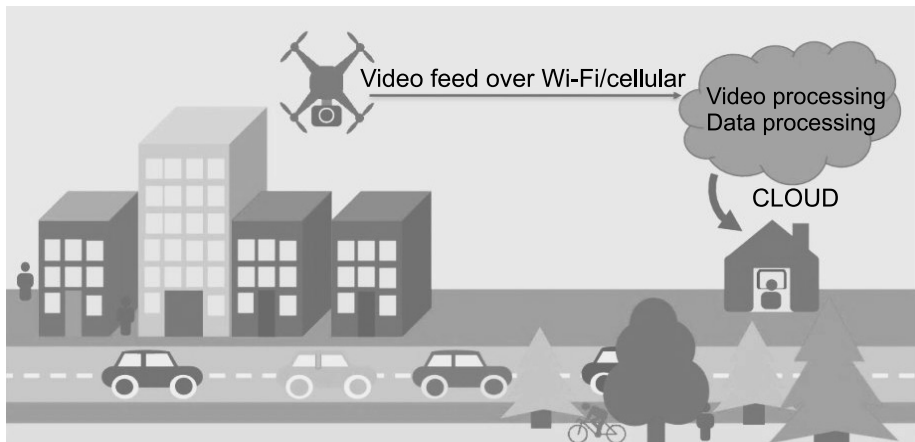 Video feed over Wi-Fi/cellular
Video processing
Data processing
CLOUD